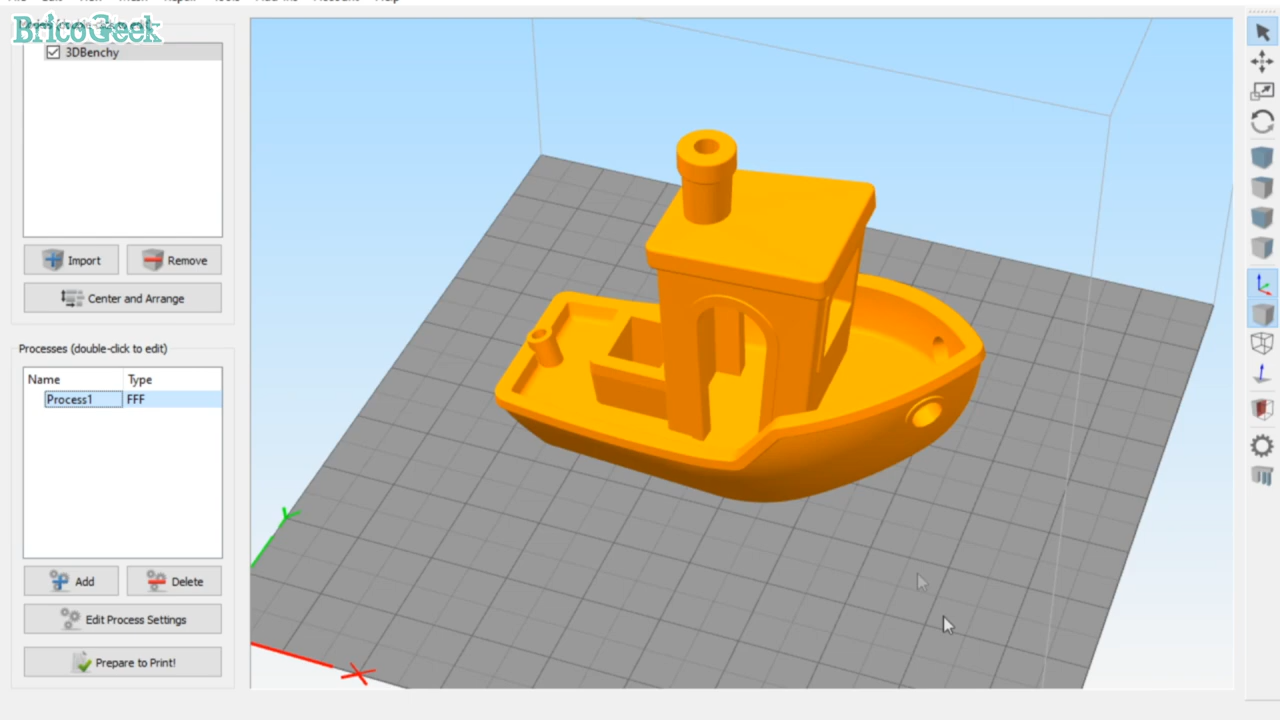 BricoGeek
3DBenchy
Import
Remove
Center and Arrange
Processes (double-click to edit)
Name Type
Process1 FFF
Add
Delete
Edit Process Settings
Prepare to Print!